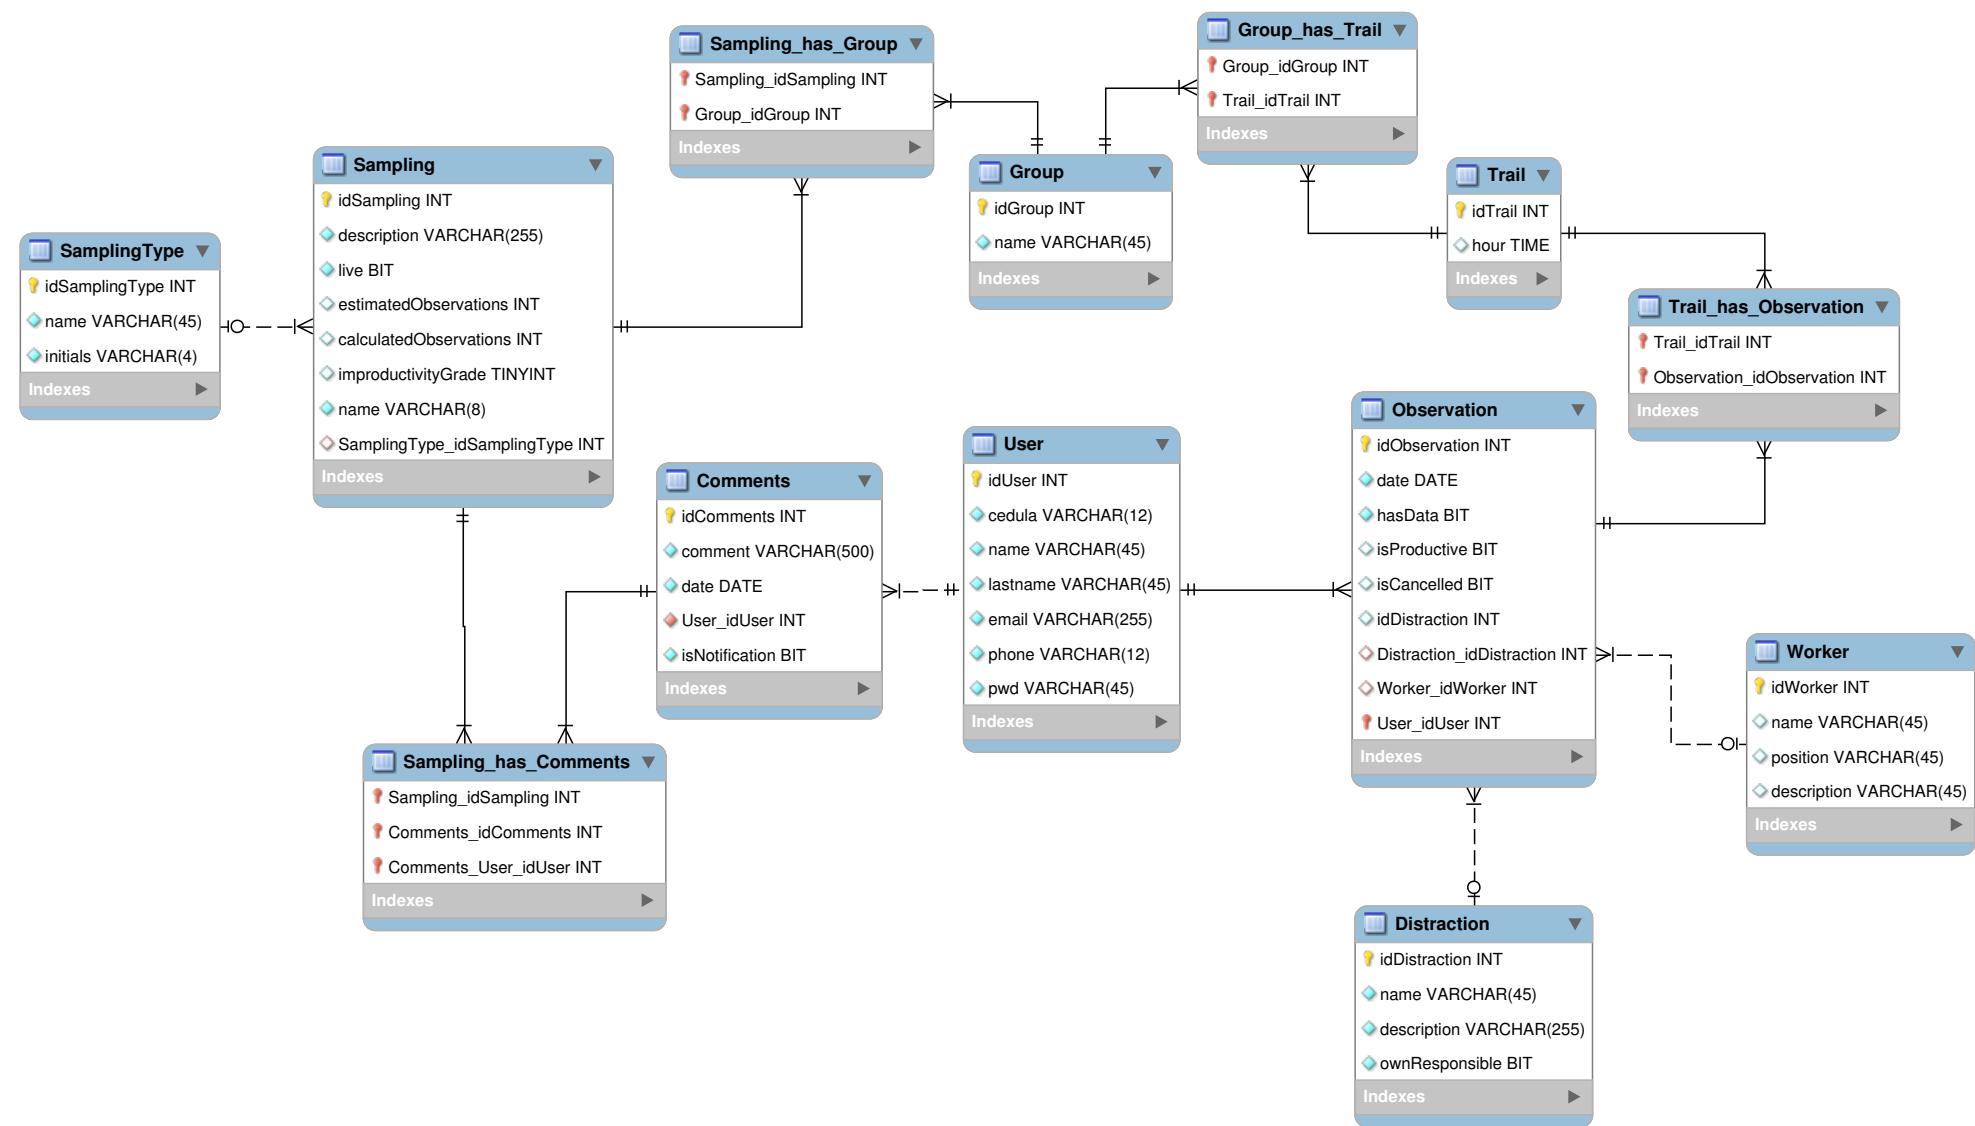 SamplingType
idSamplingType INT
name VARCHAR(45)
initials VARCHAR(4)
Indexes
Sampling
idSampling INT
description VARCHAR(255)
live BIT
estimatedObservations INT
calculatedObservations INT
improductivityGrade TINYINT
name VARCHAR(8)
SamplingType_idSamplingType INT
Indexes
Sampling_has_Group
Sampling_idSampling INT
Group_idGroup INT
Indexes
Group
idGroup INT
name VARCHAR(45)
Indexes
Group_has_Trail
Group_idGroup INT
Trail_idTrail INT
Indexes
Trail
idTrail INT
hour TIME
Indexes
Trail_has_Observation
Trail_idTrail INT
Observation_idObservation INT
Indexes
Comments
idComments INT
comment VARCHAR(500)
date DATE
User_idUser INT
isNotification BIT
Indexes
User
idUser INT
cedula VARCHAR(12)
name VARCHAR(45)
lastname VARCHAR(45)
email VARCHAR(255)
phone VARCHAR(12)
pwd VARCHAR(45)
Indexes
Observation
idObservation INT
date DATE
hasData BIT
isProductive BIT
isCancelled BIT
idDistraction INT
Distraction_idDistraction INT
Worker_idWorker INT
User_idUser INT
Indexes
Worker
idWorker INT
name VARCHAR(45)
position VARCHAR(45)
description VARCHAR(45)
Indexes
Sampling_has_Comments
Sampling_idSampling INT
Comments_idComments INT
Comments_User_idUser INT
Indexes
Distraction
idDistraction INT
name VARCHAR(45)
description VARCHAR(255)
ownResponsible BIT
Indexes